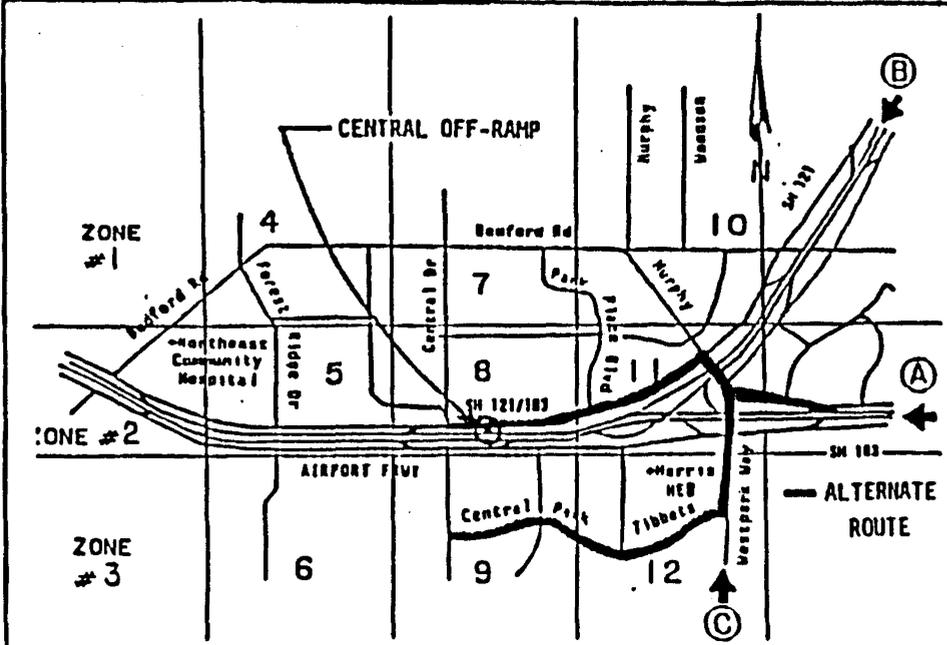 B
CENTRAL OFF-RAMP
Murphy
N
SH 121
ZONE
#1
4
Bedford Rd
10
Bedford Rd
Forest
Central Dr
7
Park
Murphy
Plaza Blvd
Northeast
Community
Hospital
Ridge Dr
5
8
11
A
SH 121/183
ZONE #2
AIRPORT FRWY
SH 183
Harris
HEB
Westpark Way
ALTERNATE
ROUTE
Central Park
Tibbets
ZONE
#3
6
9
12
C